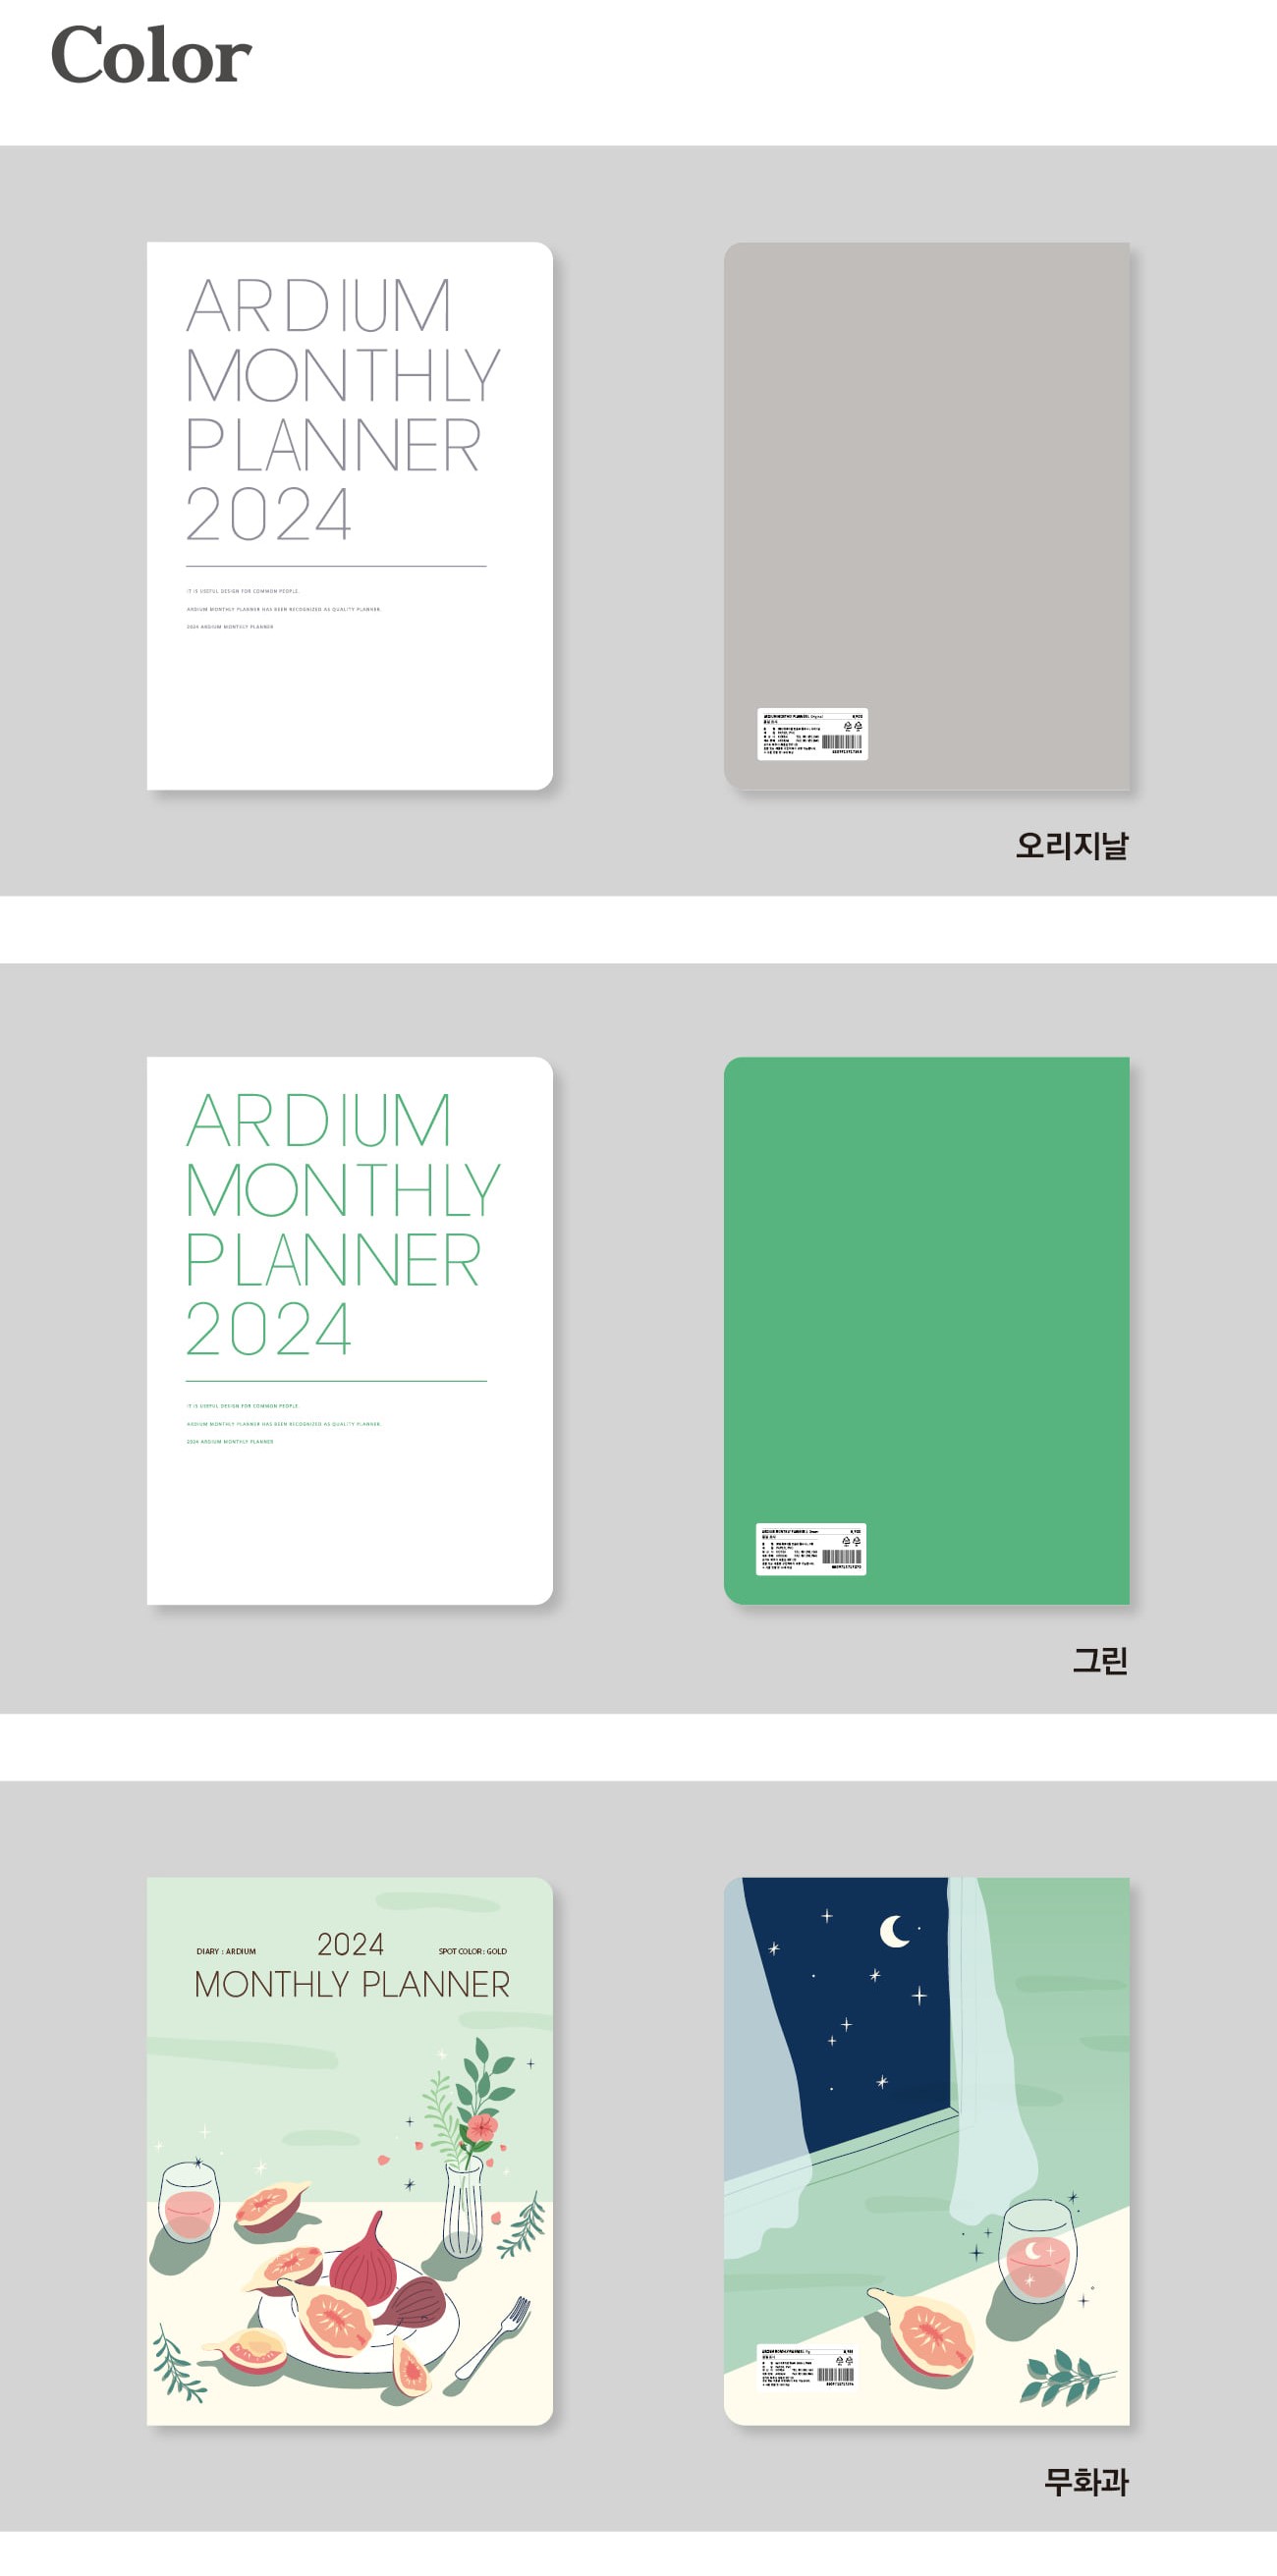 Color
ARDIUM
MONTHLY
PLANNER
2024
IT IS USEFUL DESIGN FOR COMMON PEOPLE.
ARDIUM MONTHLY PLANNER HAS BEEN RECOGNIZED AS QUALITY PLANNER.
2024 ARDIUM MONTHLY PLANNER
오리지날
ARDIUM
MONTHLY
PLANNER
2024
IT IS USEFUL DESIGN FOR COMMON PEOPLE.
ARDIUM MONTHLY PLANNER HAS BEEN RECOGNIZED AS QUALITY PLANNER.
2024 ARDIUM MONTHLY PLANNER
그린
DIARY : ARDIUM 2024 SPOT COLOR : GOLD
MONTHLY PLANNER
무화과